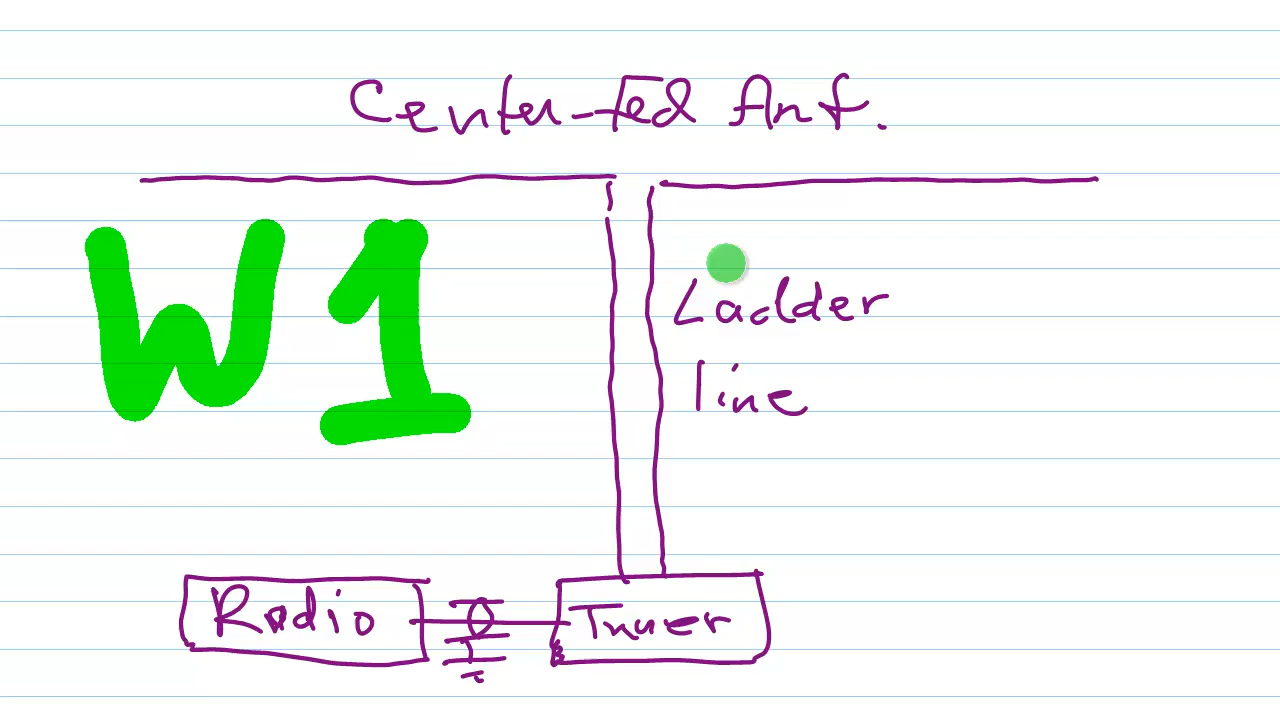 Center-fed Ant.
W1
Ladder
line
Radio
Tuner